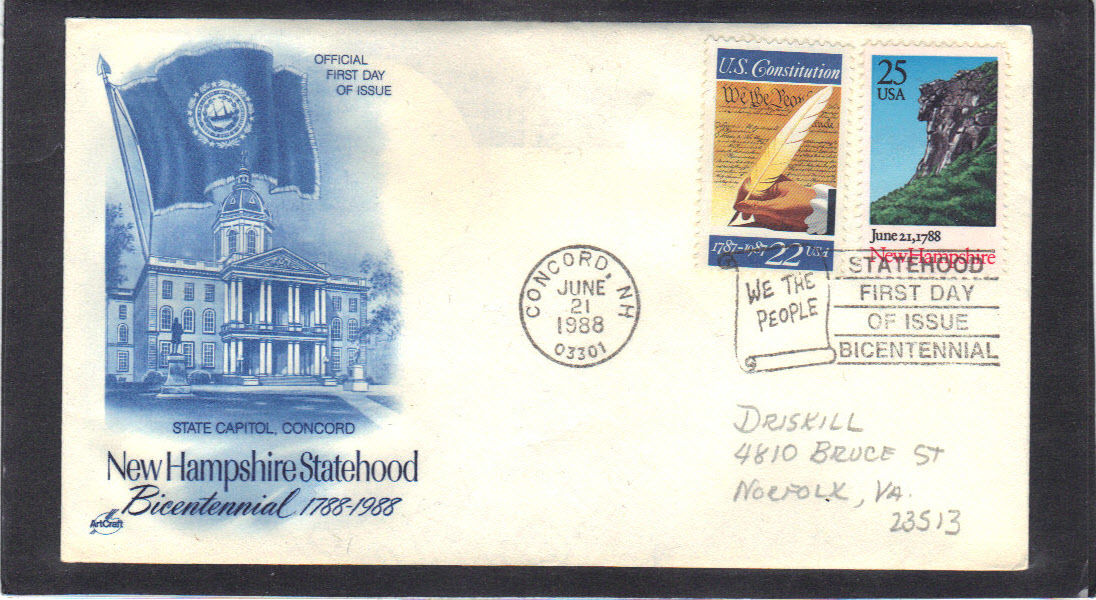 OFFICIAL
FIRST DAY
OF ISSUE
STATE CAPITOL, CONCORD
New Hampshire Statehood
Bicentennial 1788-1988
ArtCraft
CONCORD, NH
JUNE
21
1988
03301
U.S. Constitution
We the People
1787-1987 22 USA
25
USA
June 21, 1788
New Hampshire
WE THE
PEOPLE
STATEHOOD
FIRST DAY
OF ISSUE
BICENTENNIAL
DRISKILL
4810 BRUCE ST
NORFOLK, VA.
23513